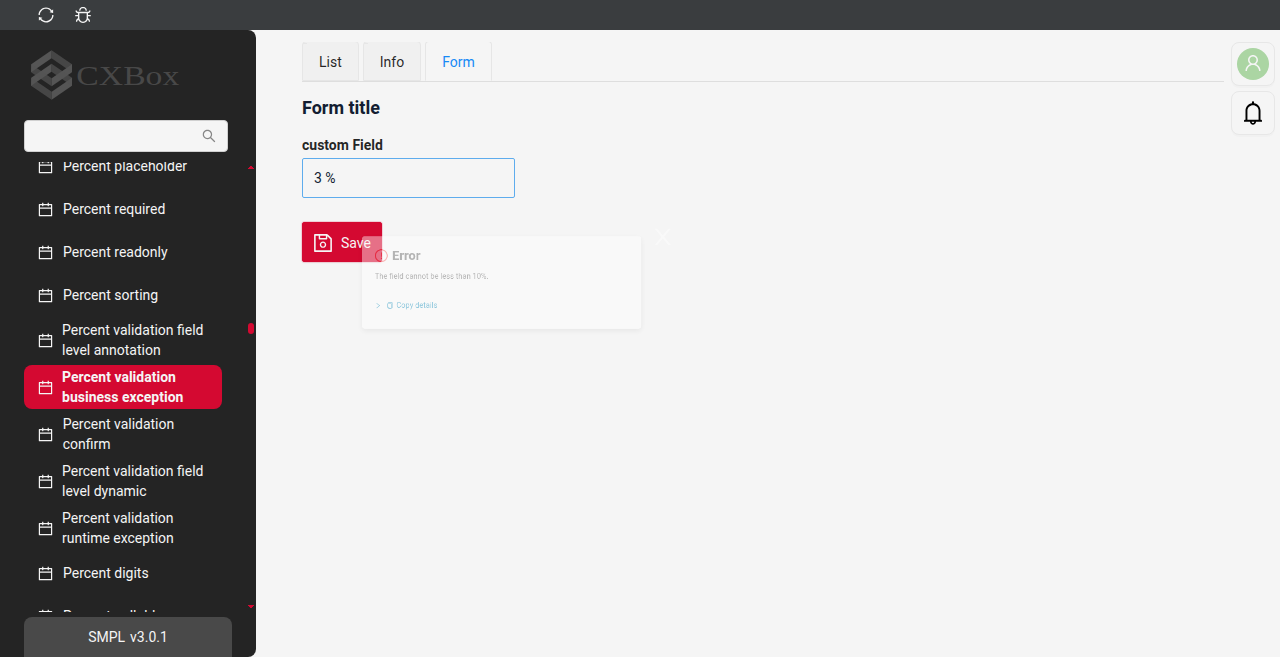 CXBox
Percent placeholder
Percent required
Percent readonly
Percent sorting
Percent validation field
level annotation
Percent validation
business exception
Percent validation
confirm
Percent validation field
level dynamic
Percent validation
runtime exception
Percent digits
SMPL v3.0.1
List
Info
Form
Form title
custom Field
3 %
Save
Error
The field cannot be less than 10%.
Copy details